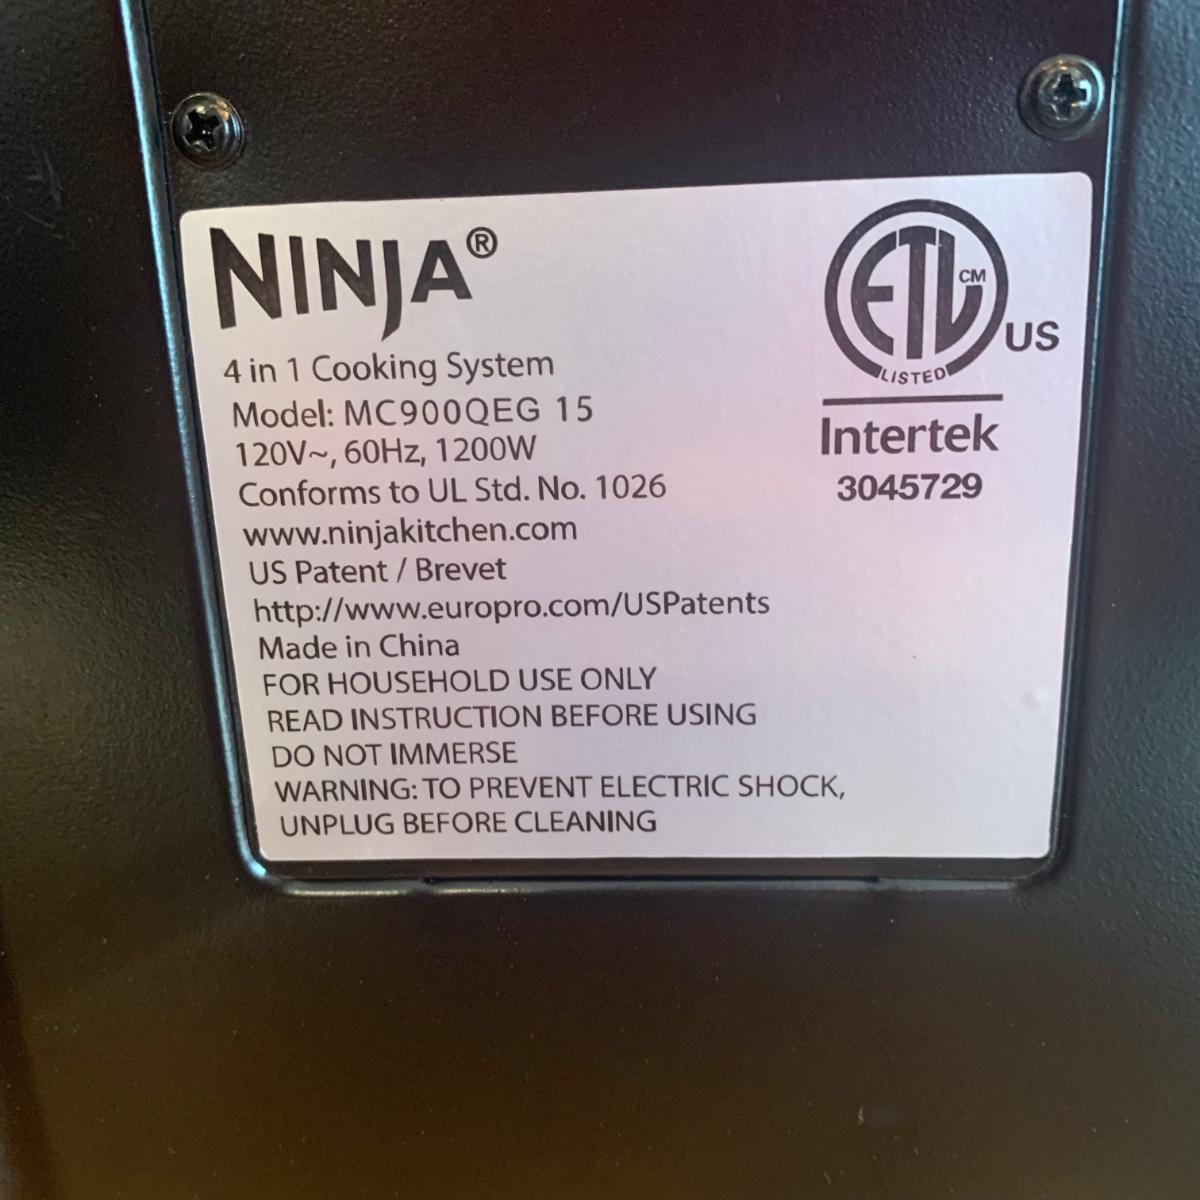 NINJA®
4 in 1 Cooking System
Model: MC900QEG 15
120V~, 60Hz, 1200W
Conforms to UL Std. No. 1026
www.ninjakitchen.com
US Patent / Brevet
http://www.europro.com/USPatents
Made in China
FOR HOUSEHOLD USE ONLY
READ INSTRUCTION BEFORE USING
DO NOT IMMERSE
WARNING: TO PREVENT ELECTRIC SHOCK,
UNPLUG BEFORE CLEANING
ETL CM
US
LISTED
Intertek
3045729